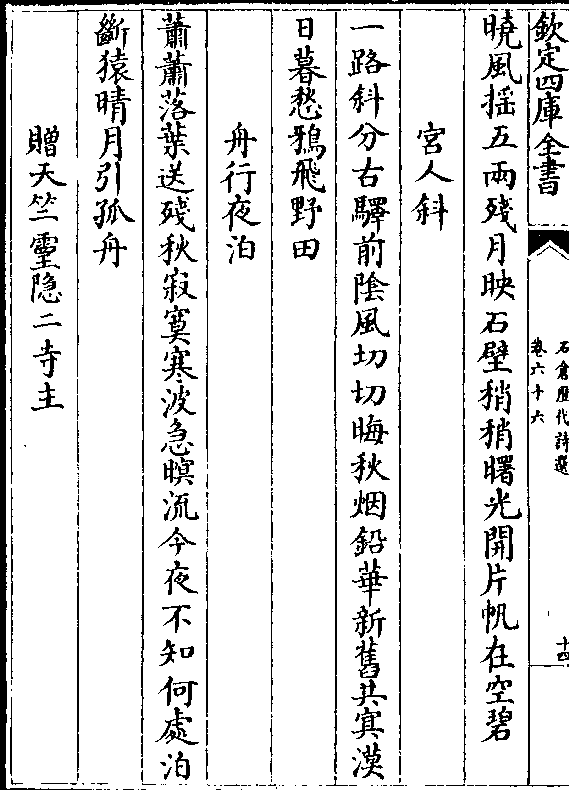 欽定四庫全書
石倉歷代詩選
卷六十六
十四
曉風揺五兩殘月映石壁稍稍曙光開片帆在空碧
宮人斜
一路斜分古驛前陰風切切晦秋烟鉛華新舊共寞漠
日暮愁鴉飛野田
舟行夜泊
蕭蕭落葉送殘秋寂寞寒波急暝流今夜不知何處泊
斷猿晴月引孤舟
贈天竺靈隐二寺主